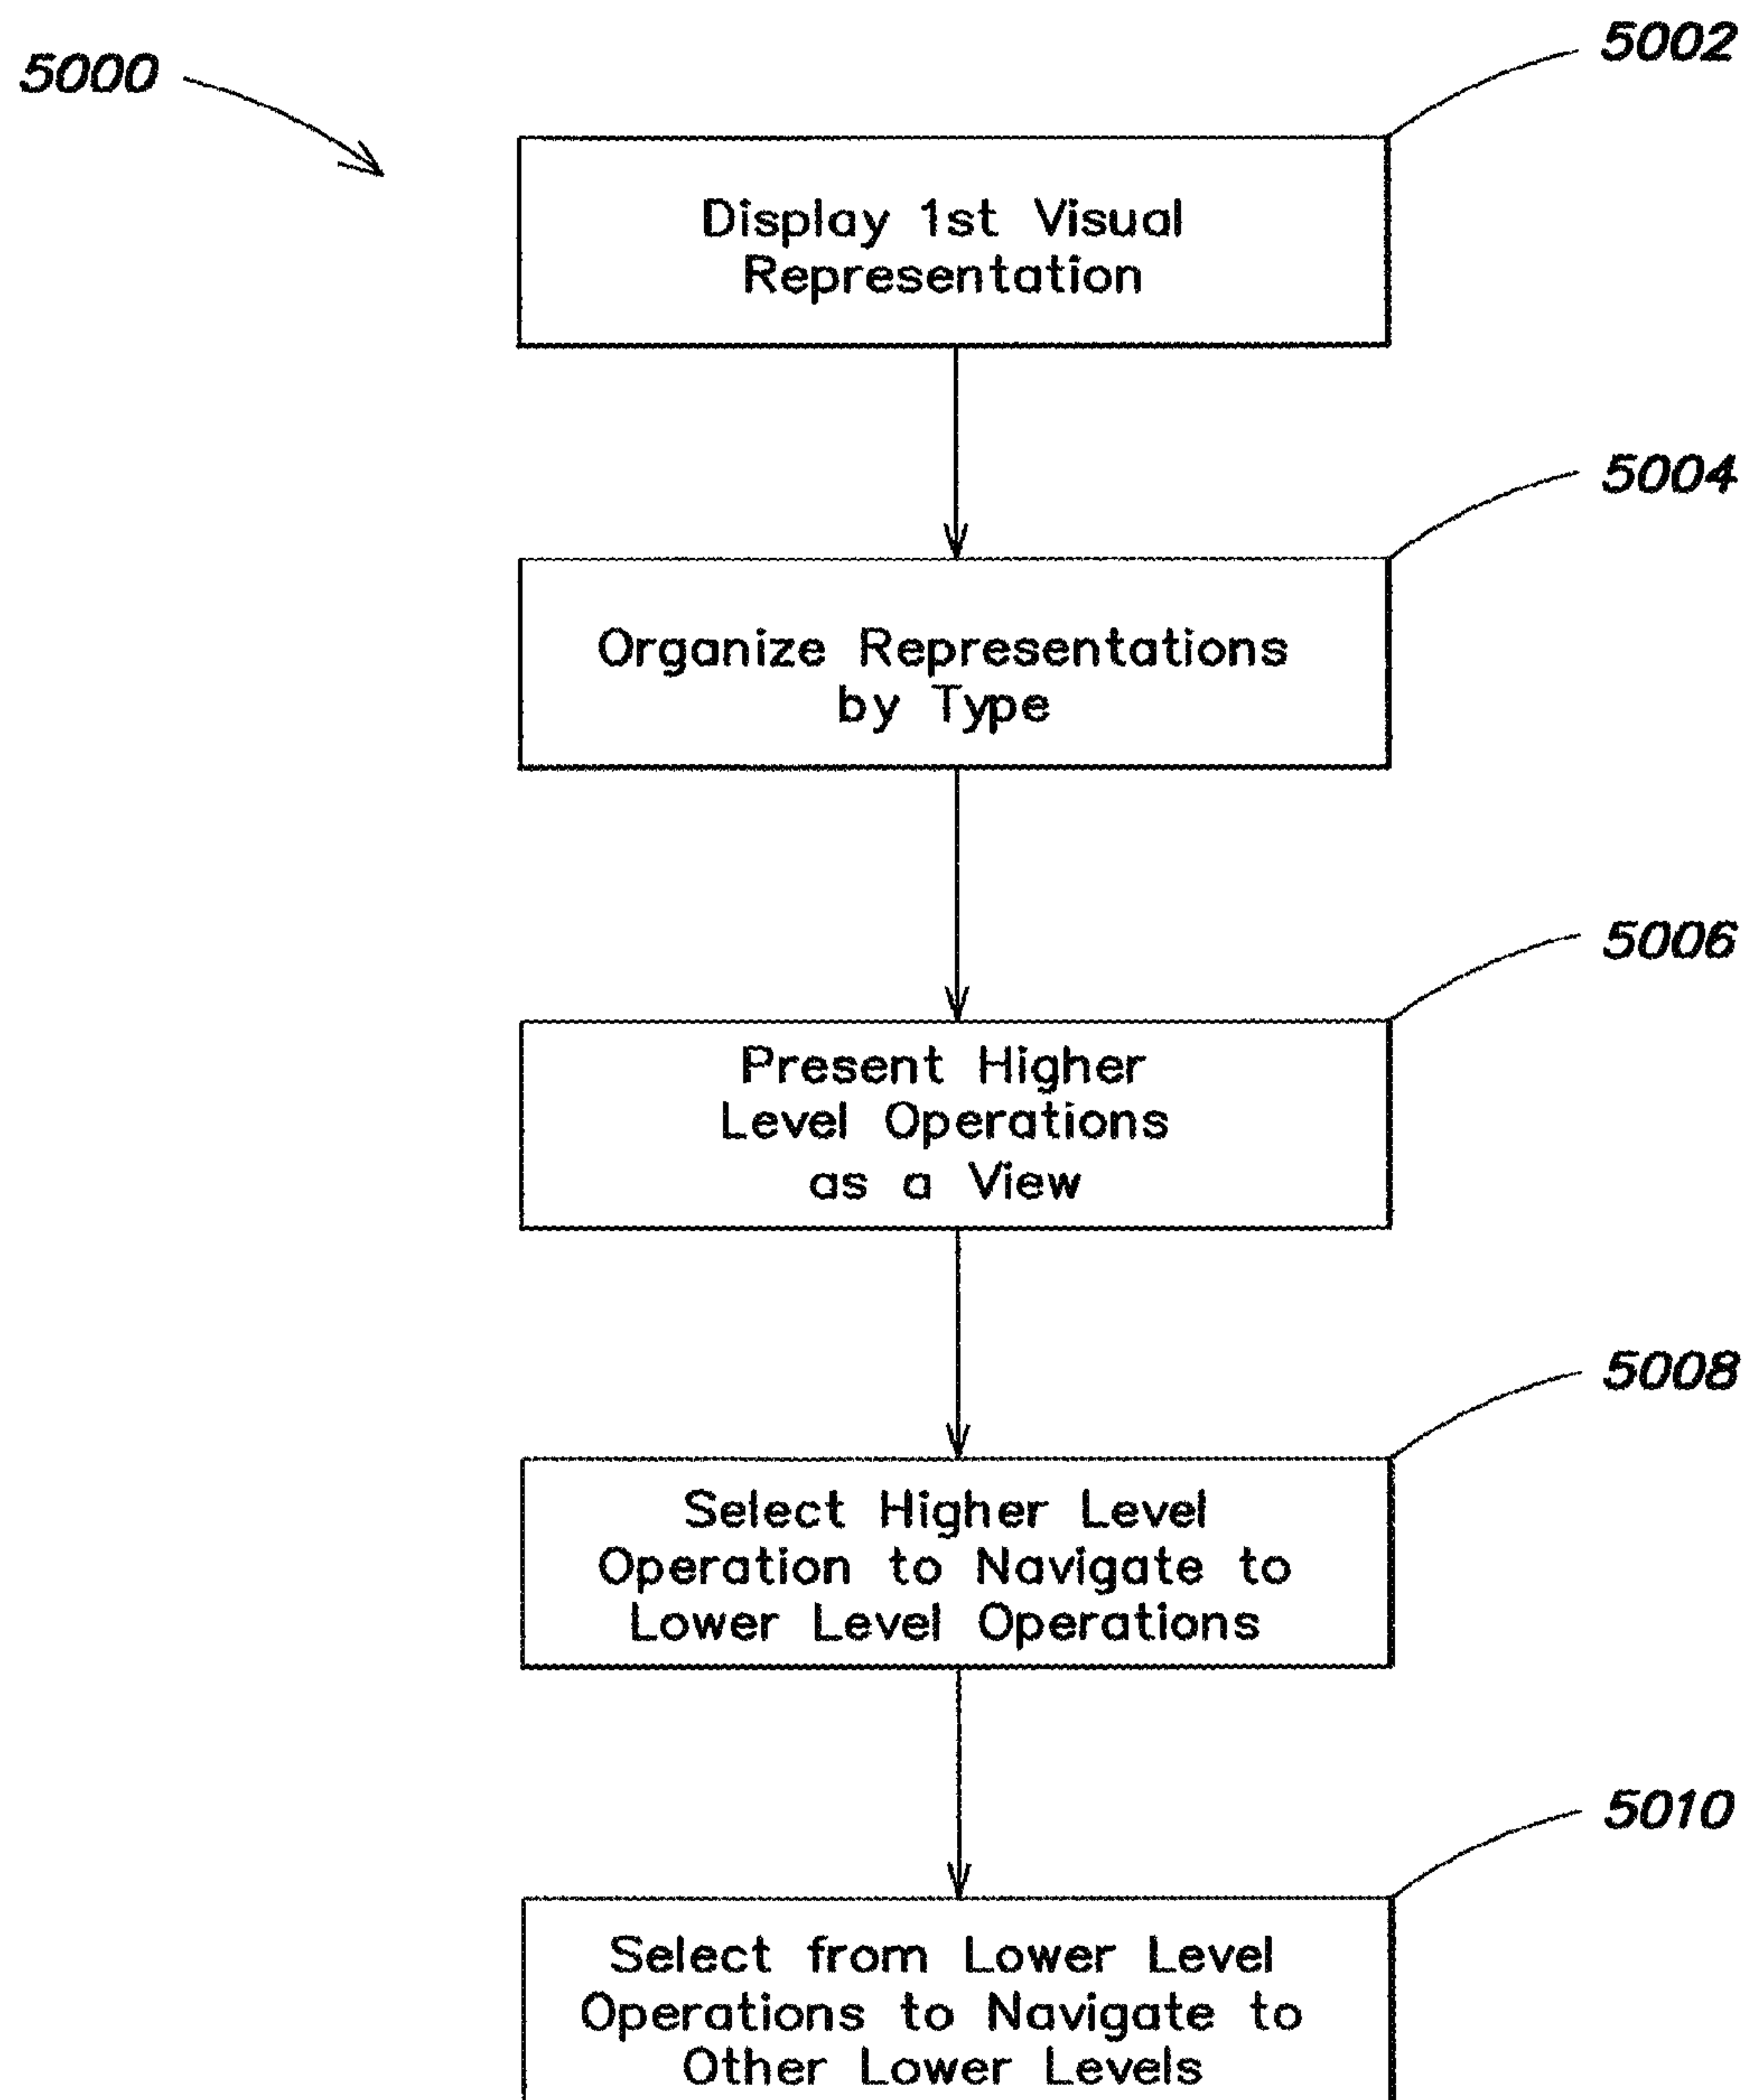 5000
5002
Display 1st Visual
Representation
5004
Organize Representations
by Type
5006
Present Higher
Level Operations
as a View
5008
Select Higher Level
Operation to Navigate to
Lower Level Operations
5010
Select from Lower Level
Operations to Navigate to
Other Lower Levels